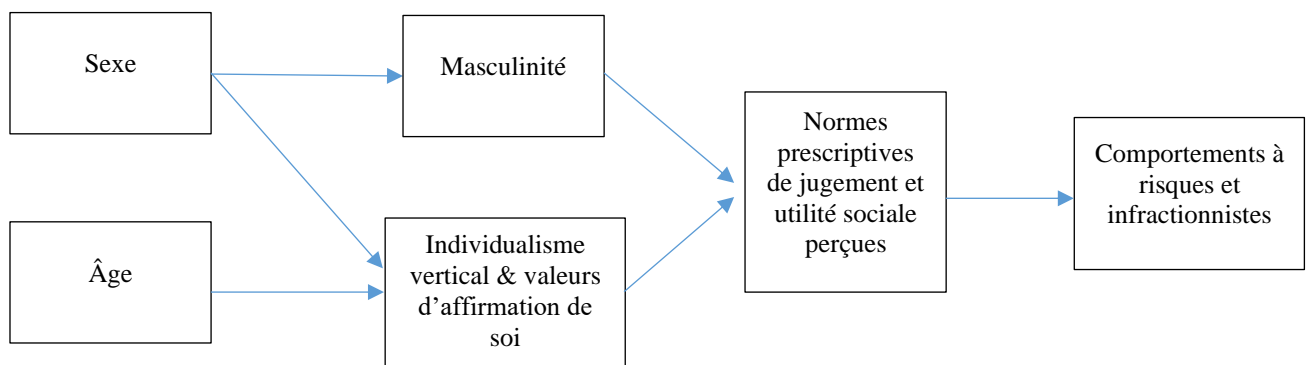 Sexe
Masculinité
Âge
Individualisme
vertical & valeurs
d’affirmation de
soi
Normes
prescriptives
de jugement et
utilité sociale
perçues
Comportements à
risques et
infractionnistes